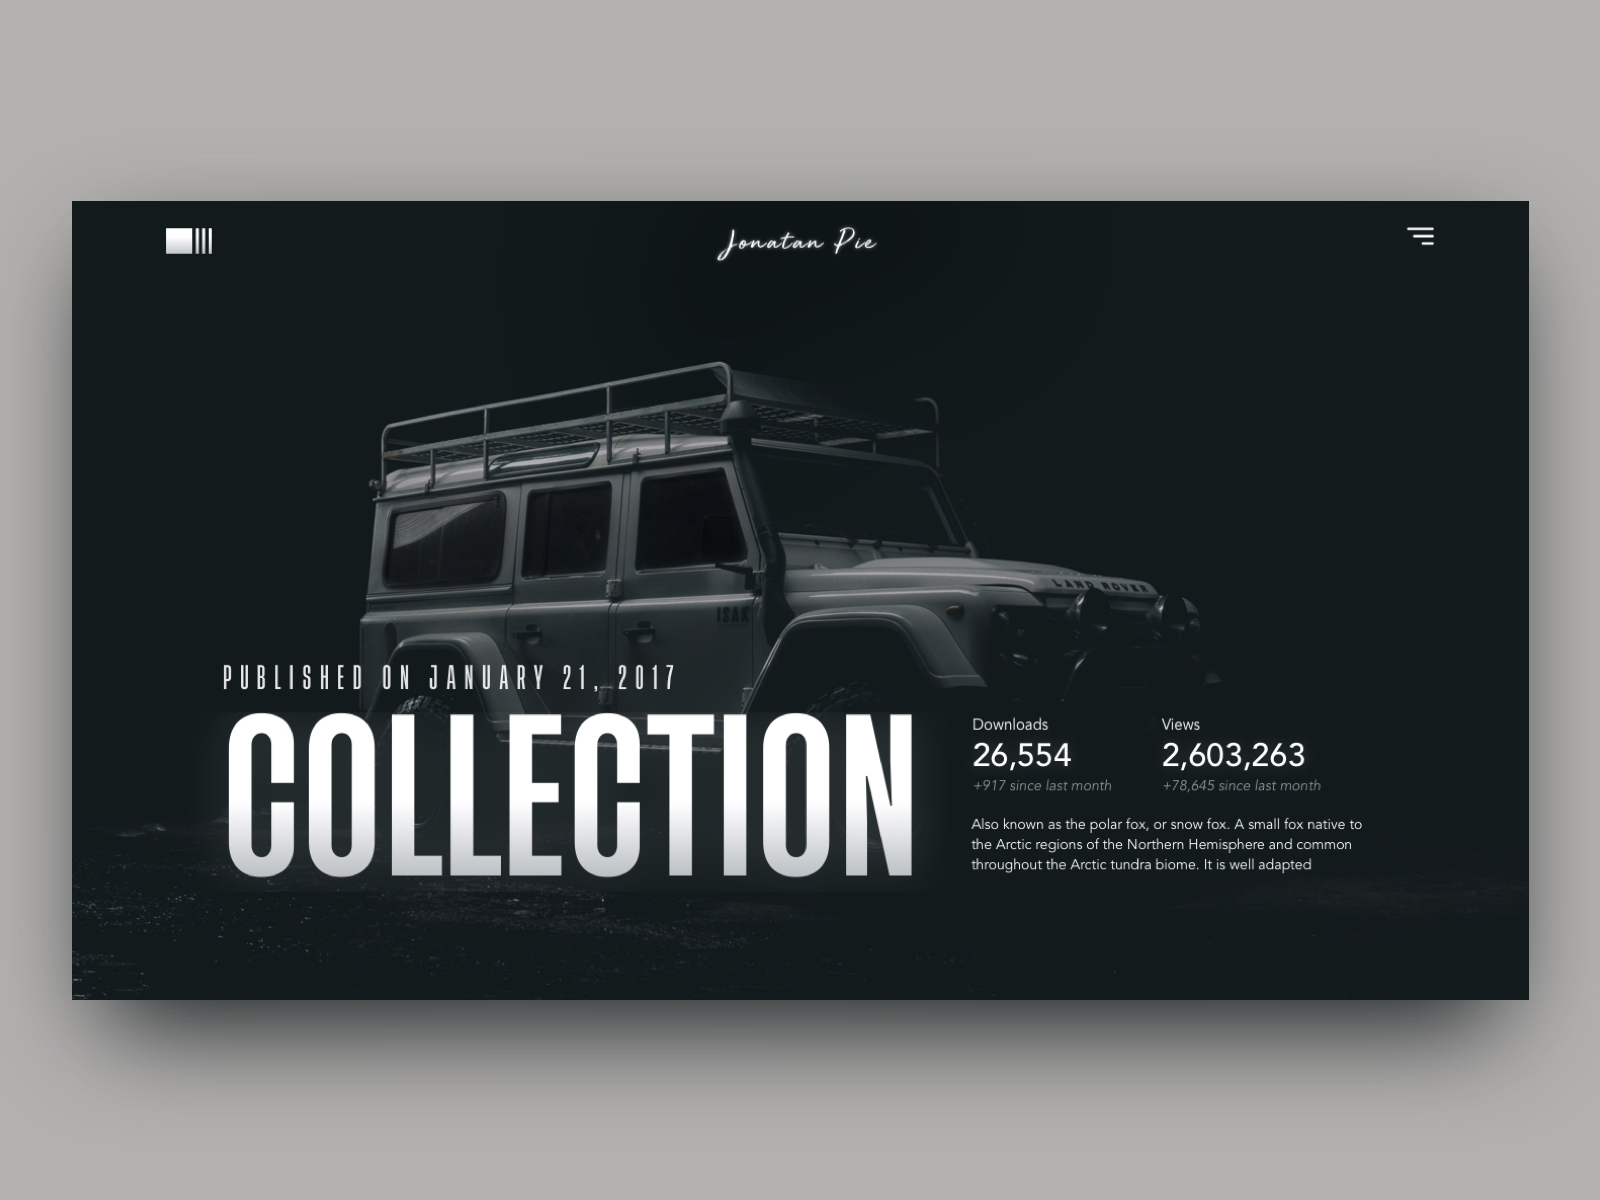 Jonatan Pie
LAND ROVER
ISAK
PUBLISHED ON JANUARY 21, 2017
COLLECTION
Downloads
26,554
+917 since last month
Views
2,603,263
+78,645 since last month
Also known as the polar fox, or snow fox. A small fox native to
the Arctic regions of the Northern Hemisphere and common
throughout the Arctic tundra biome. It is well adapted